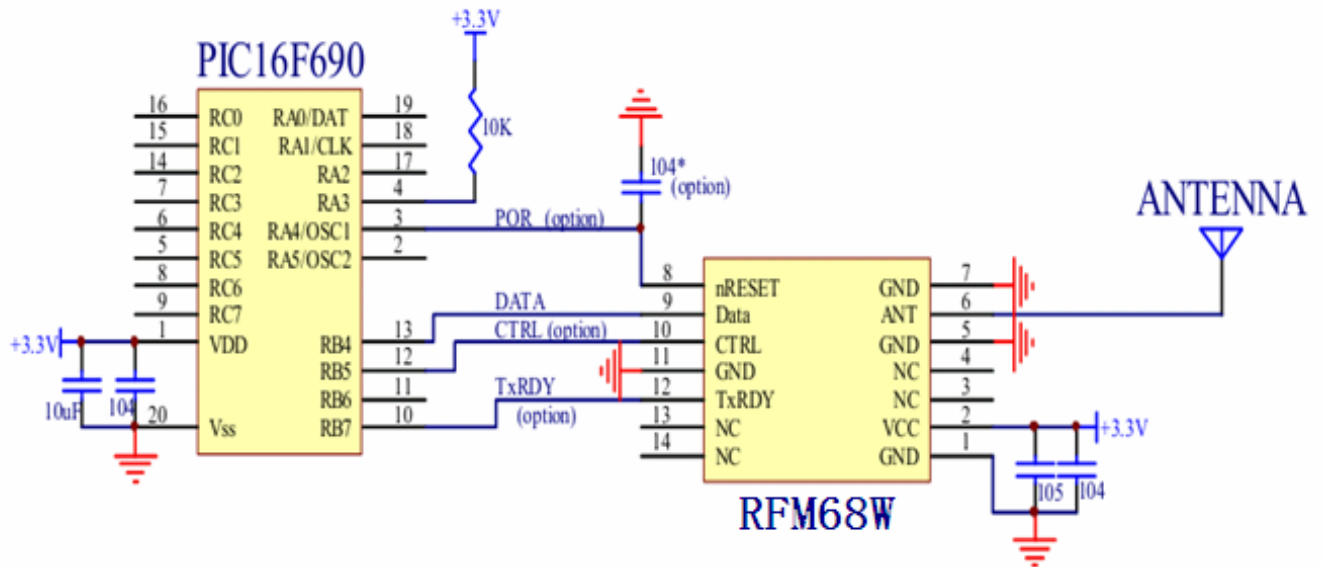 +3.3V
PIC16F690
16 RC0 RA0/DAT 19
15 RC1 RA1/CLK 18
14 RC2 RA2 17
7 RC3 RA3 4
6 RC4 RA4/OSC1 3
5 RC5 RA5/OSC2 2
8 RC6
9 RC7
1 VDD RB4 13
RB5 12
RB6 11
20 Vss RB7 10
10K
104*
(option)
POR (option)
DATA
CTRL (option)
TxRDY
(option)
+3.3V
10uF
104
ANTENNA
8 nRESET GND 7
9 Data ANT 6
10 CTRL GND 5
11 GND NC 4
12 TxRDY NC 3
13 NC VCC 2
14 NC GND 1
+3.3V
105
104
RFM68W